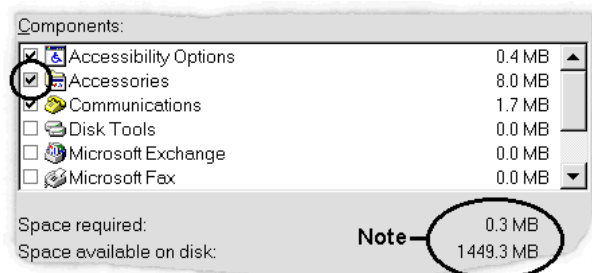 Components:
Accessibility Options 0.4 MB
Accessories 8.0 MB
Communications 1.7 MB
Disk Tools 0.0 MB
Microsoft Exchange 0.0 MB
Microsoft Fax 0.0 MB
Space required: 0.3 MB
Note
Space available on disk: 1449.3 MB